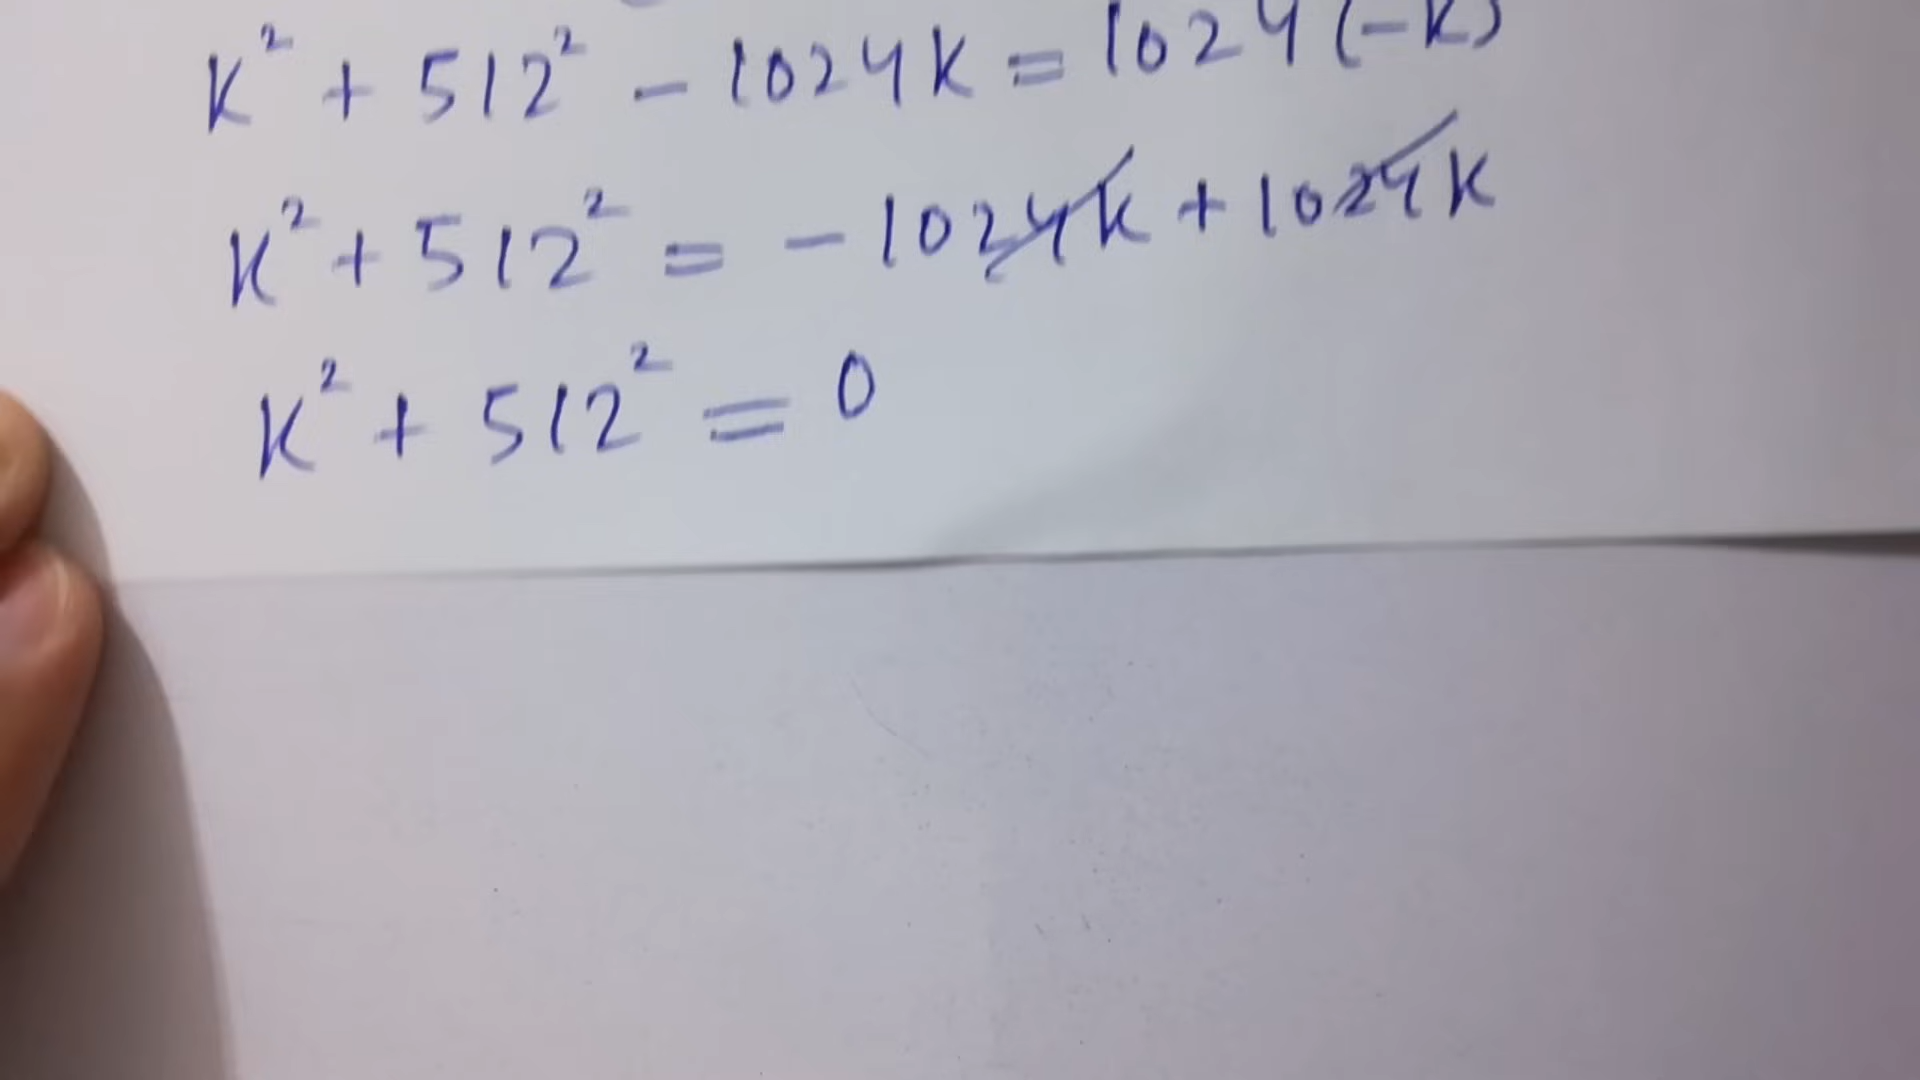 K² + 512² - 1024K = 1024(-K)
K² + 512² = - 1024K + 1024K
K² + 512² = 0